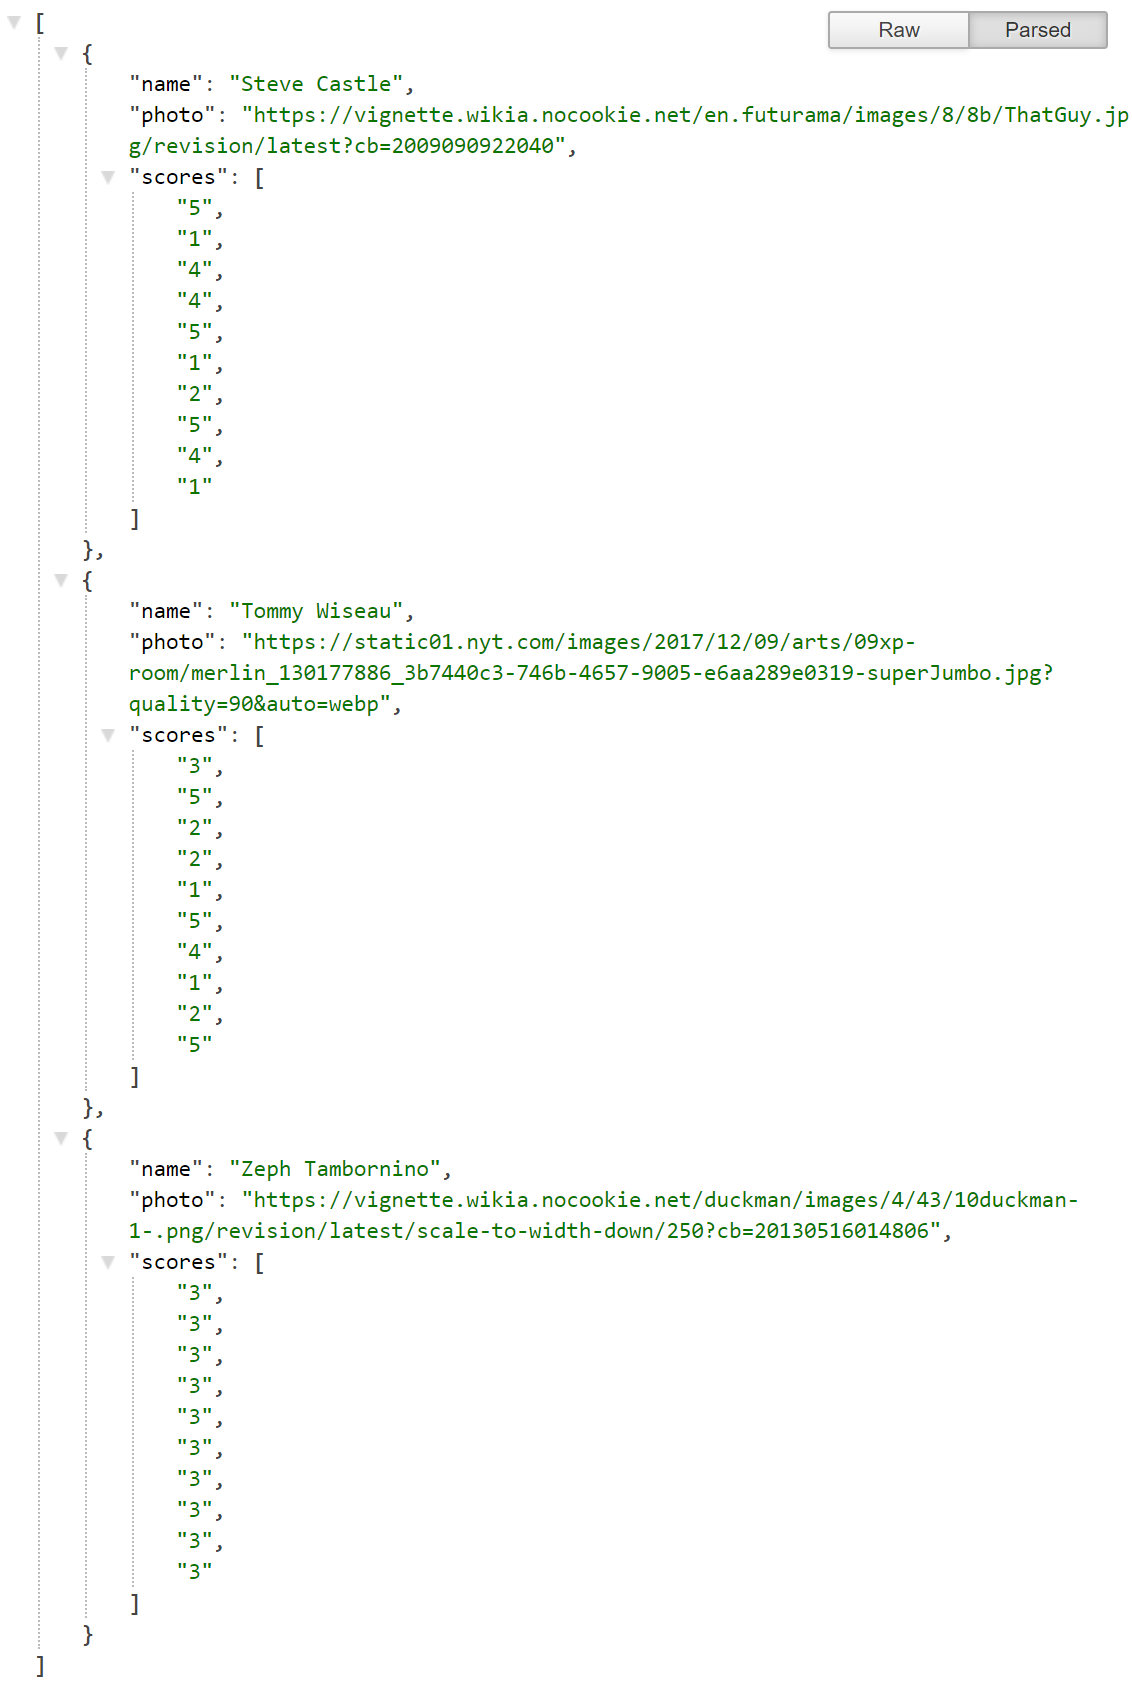 [
Raw Parsed
{
"name": "Steve Castle",
"photo": "https://vignette.wikia.nocookie.net/en.futurama/images/8/8b/ThatGuy.jp
g/revision/latest?cb=2009090922040",
"scores": [
"5",
"1",
"4",
"4",
"5",
"1",
"2",
"5",
"4",
"1"
]
},
{
"name": "Tommy Wiseau",
"photo": "https://static01.nyt.com/images/2017/12/09/arts/09xp-
room/merlin_130177886_3b7440c3-746b-4657-9005-e6aa289e0319-superJumbo.jpg?
quality=90&auto=webp",
"scores": [
"3",
"5",
"2",
"2",
"1",
"5",
"4",
"1",
"2",
"5"
]
},
{
"name": "Zeph Tambornino",
"photo": "https://vignette.wikia.nocookie.net/duckman/images/4/43/10duckman-
1-.png/revision/latest/scale-to-width-down/250?cb=20130516014806",
"scores": [
"3",
"3",
"3",
"3",
"3",
"3",
"3",
"3",
"3",
"3"
]
}
]